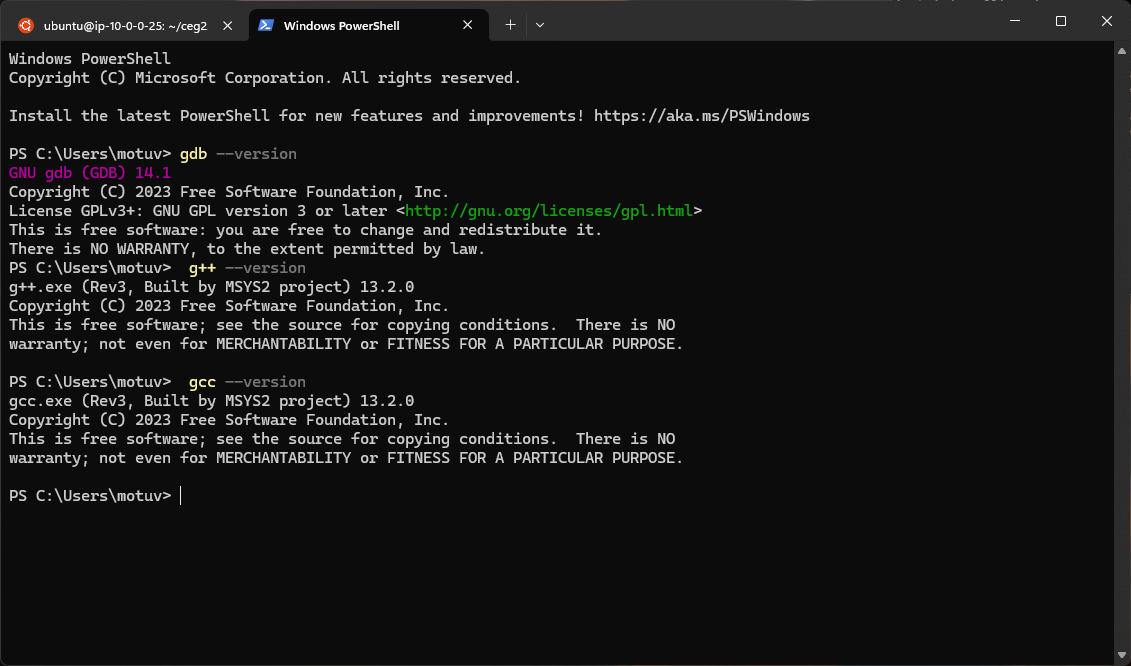 ubuntu@ip-10-0-0-25: ~/ceg2
Windows PowerShell
Windows PowerShell
Copyright (C) Microsoft Corporation. All rights reserved.
Install the latest PowerShell for new features and improvements! https://aka.ms/PSWindows
PS C:\Users\motuv> gdb --version
GNU gdb (GDB) 14.1
Copyright (C) 2023 Free Software Foundation, Inc.
License GPLv3+: GNU GPL version 3 or later <http://gnu.org/licenses/gpl.html>
This is free software: you are free to change and redistribute it.
There is NO WARRANTY, to the extent permitted by law.
PS C:\Users\motuv>  g++ --version
g++.exe (Rev3, Built by MSYS2 project) 13.2.0
Copyright (C) 2023 Free Software Foundation, Inc.
This is free software; see the source for copying conditions.  There is NO
warranty; not even for MERCHANTABILITY or FITNESS FOR A PARTICULAR PURPOSE.
PS C:\Users\motuv>  gcc --version
gcc.exe (Rev3, Built by MSYS2 project) 13.2.0
Copyright (C) 2023 Free Software Foundation, Inc.
This is free software; see the source for copying conditions.  There is NO
warranty; not even for MERCHANTABILITY or FITNESS FOR A PARTICULAR PURPOSE.
PS C:\Users\motuv>